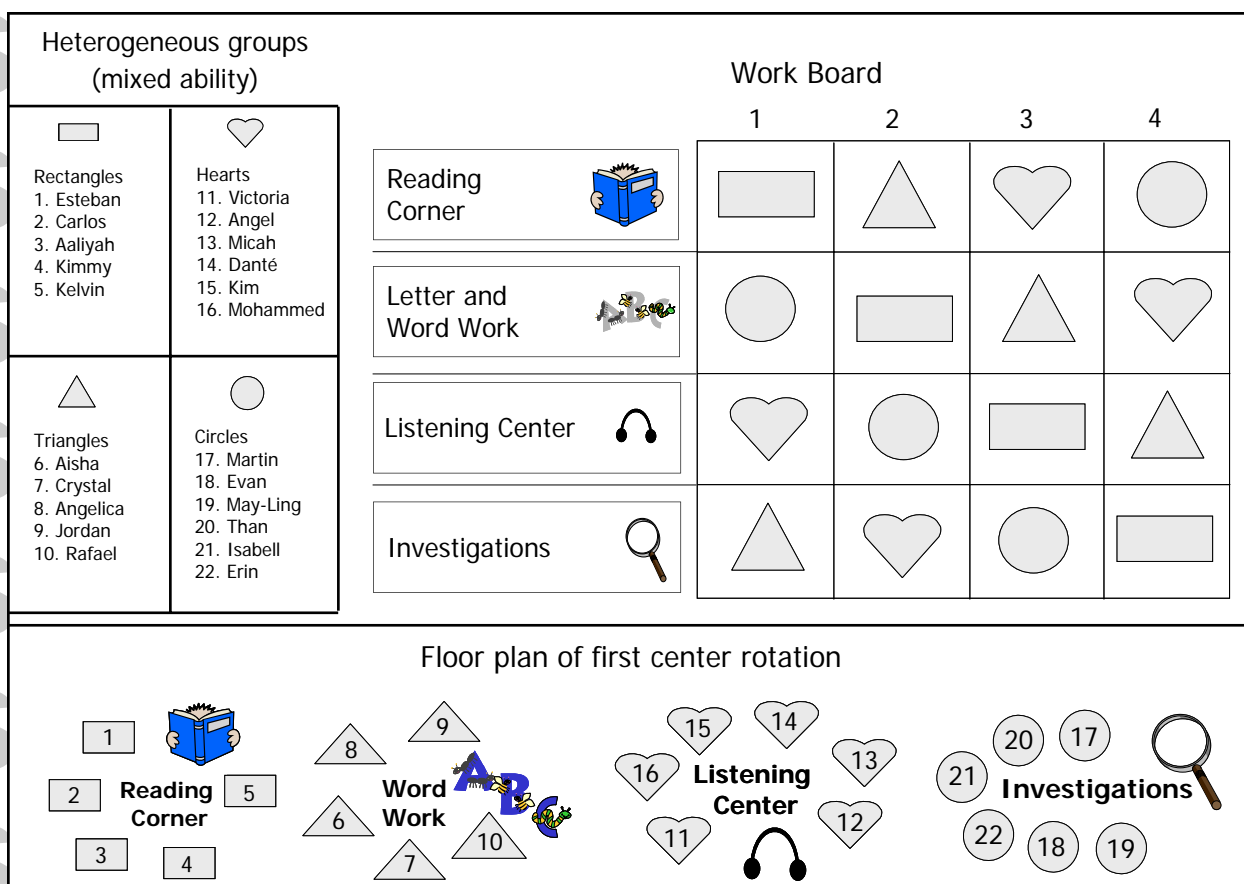 Heterogeneous groups
(mixed ability)
Rectangles
1. Esteban
2. Carlos
3. Aaliyah
4. Kimmy
5. Kelvin
Hearts
11. Victoria
12. Angel
13. Micah
14. Danté
15. Kim
16. Mohammed
Triangles
6. Aisha
7. Crystal
8. Angelica
9. Jordan
10. Rafael
Circles
17. Martin
18. Evan
19. May-Ling
20. Than
21. Isabell
22. Erin
Work Board
1 2 3 4
Reading
Corner
Letter and
Word Work
ABC
Listening Center
Investigations
Floor plan of first center rotation
1
2
3
4
5
Reading
Corner
8
9
6
7
10
Word
Work
ABC
15
14
16
13
11
12
Listening
Center
20
17
21
22
18
19
Investigations